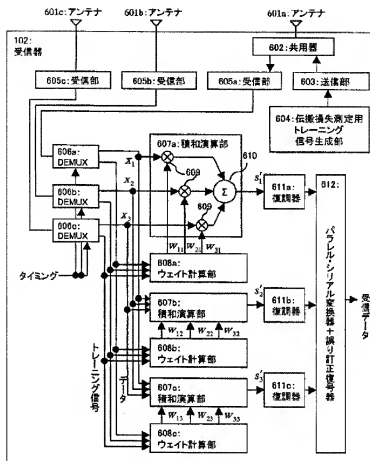 601c:アンテナ
601b:アンテナ
601a:アンテナ
102:
受信器
602:共用器
605c:受信部
605b:受信部
605a:受信部
603:送信部
604:伝搬損失測定用
トレーニング
信号生成部
606a:
DEMUX
606b:
DEMUX
606c:
DEMUX
タイミング
X1
X2
X3
607a:積和演算部
609
609
610
Σ
W11
W21
W31
608a:
ウェイト計算部
607b:
積和演算部
W12
W22
W32
608b:
ウェイト計算部
607c:
積和演算部
W13
W23
W33
608c:
ウェイト計算部
トレーニング信号
データ
S1'
S2'
S3'
611a:
復調器
611b:
復調器
611c:
復調器
612:
パラレル・シリアル変換器+誤り訂正復号器
受信データ